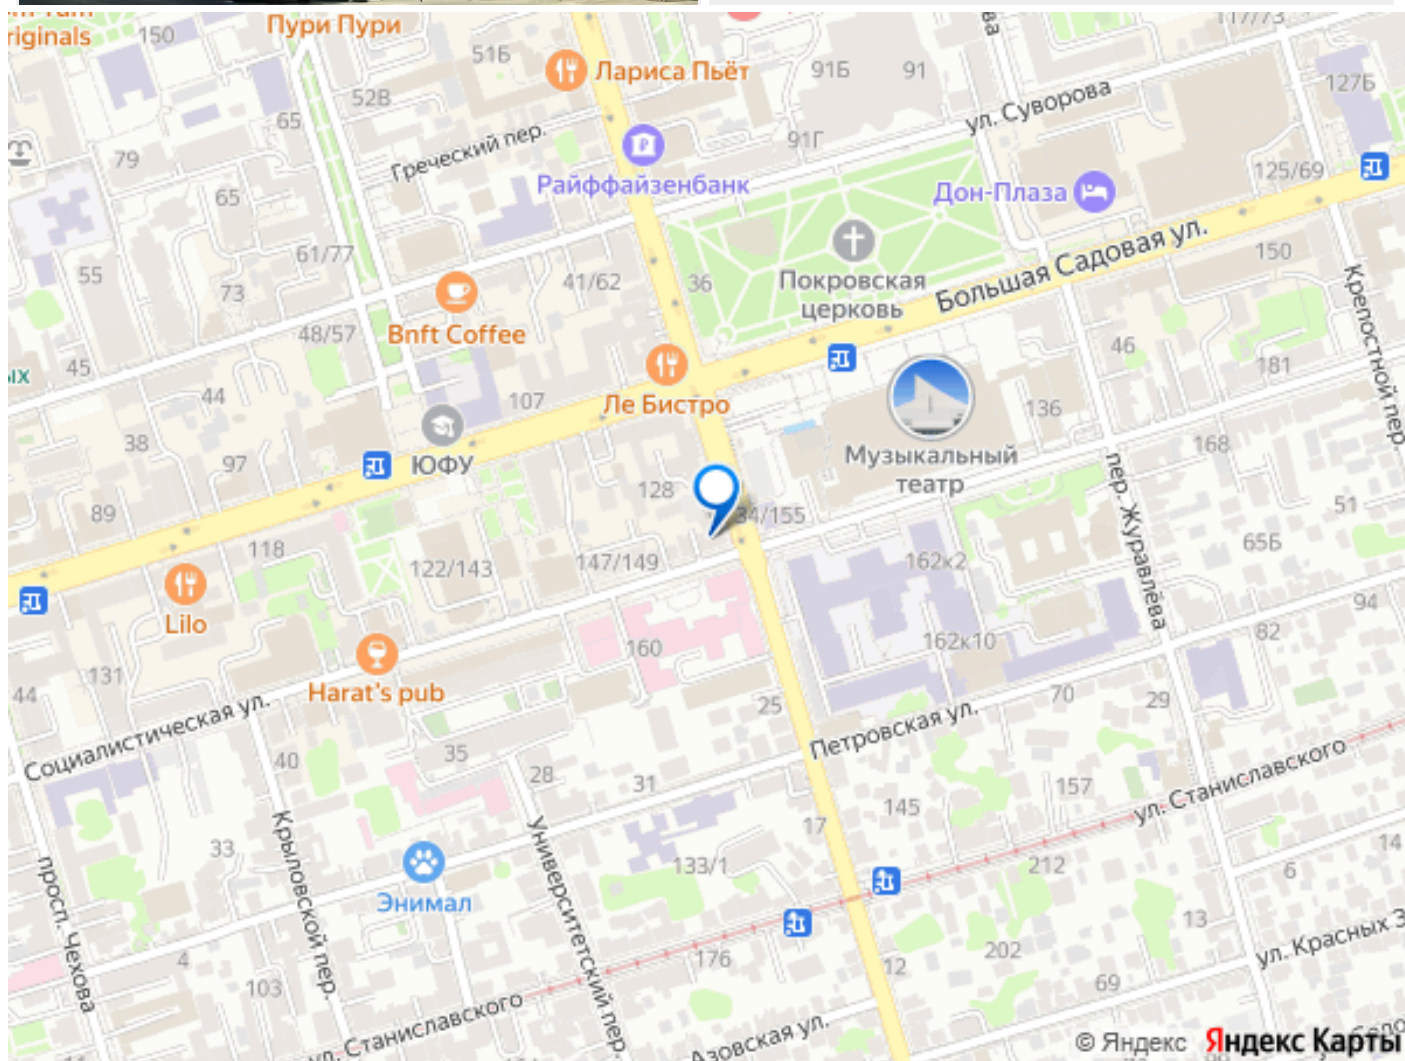 riginals
150
Пури Пури
51Б
Лариса Пьёт
91Б
91
117/73
127Б
52В
65
ул. Суворова
Греческий пер.
91Г
79
Райффайзенбанк
125/69
Дон-Плаза
65
61/77
Большая Садовая ул.
150
55
73
41/62
36
Покровская
церковь
Крепостной пер.
48/57
Bnft Coffee
46
45
44
107
Ле Бистро
181
136
38
97
ЮФУ
Музыкальный
театр
168
пер. Журавлёва
128
89
34/155
51
118
122/143
147/149
162к2
65Б
Lilo
94
131
160
162к10
82
44
Harat's pub
25
70
29
Социалистическая ул.
Петровская ул.
40
35
28
31
157
145
ул. Станиславского
17
Крыловской пер.
Университетский пер.
33
133/1
212
14
6
просп. Чехова
Энимал
13
202
4
176
12
ул. Красных З
103
69
ул. Станиславского
Азовская ул.
© Яндекс Яндекс Карты